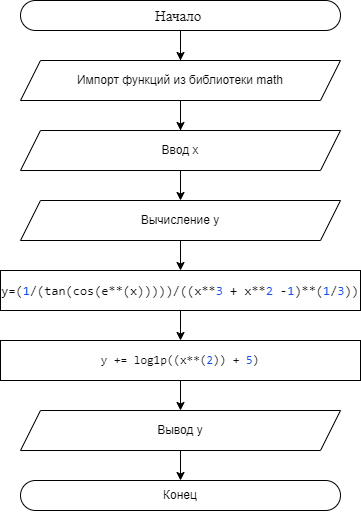 Начало
Импорт функций из библиотеки math
Ввод x
Вычисление y
y=(1/(tan(cos(e**(x)))))/((x**3 + x**2 -1)**(1/3))
y += log1p((x**(2)) + 5)
Вывод y
Конец